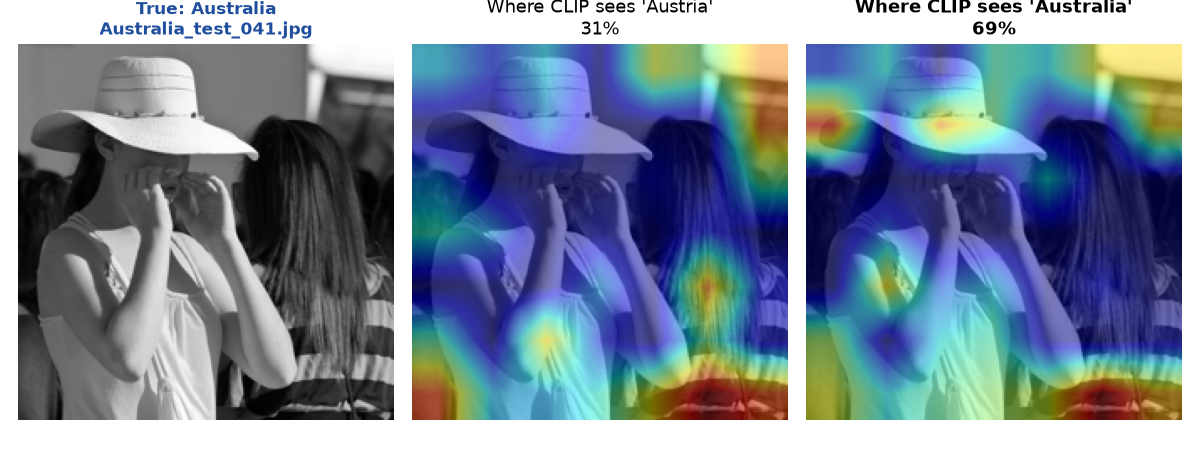 True: Australia
Australia_test_041.jpg
Where CLIP sees 'Austria'
31%
Where CLIP sees 'Australia'
69%